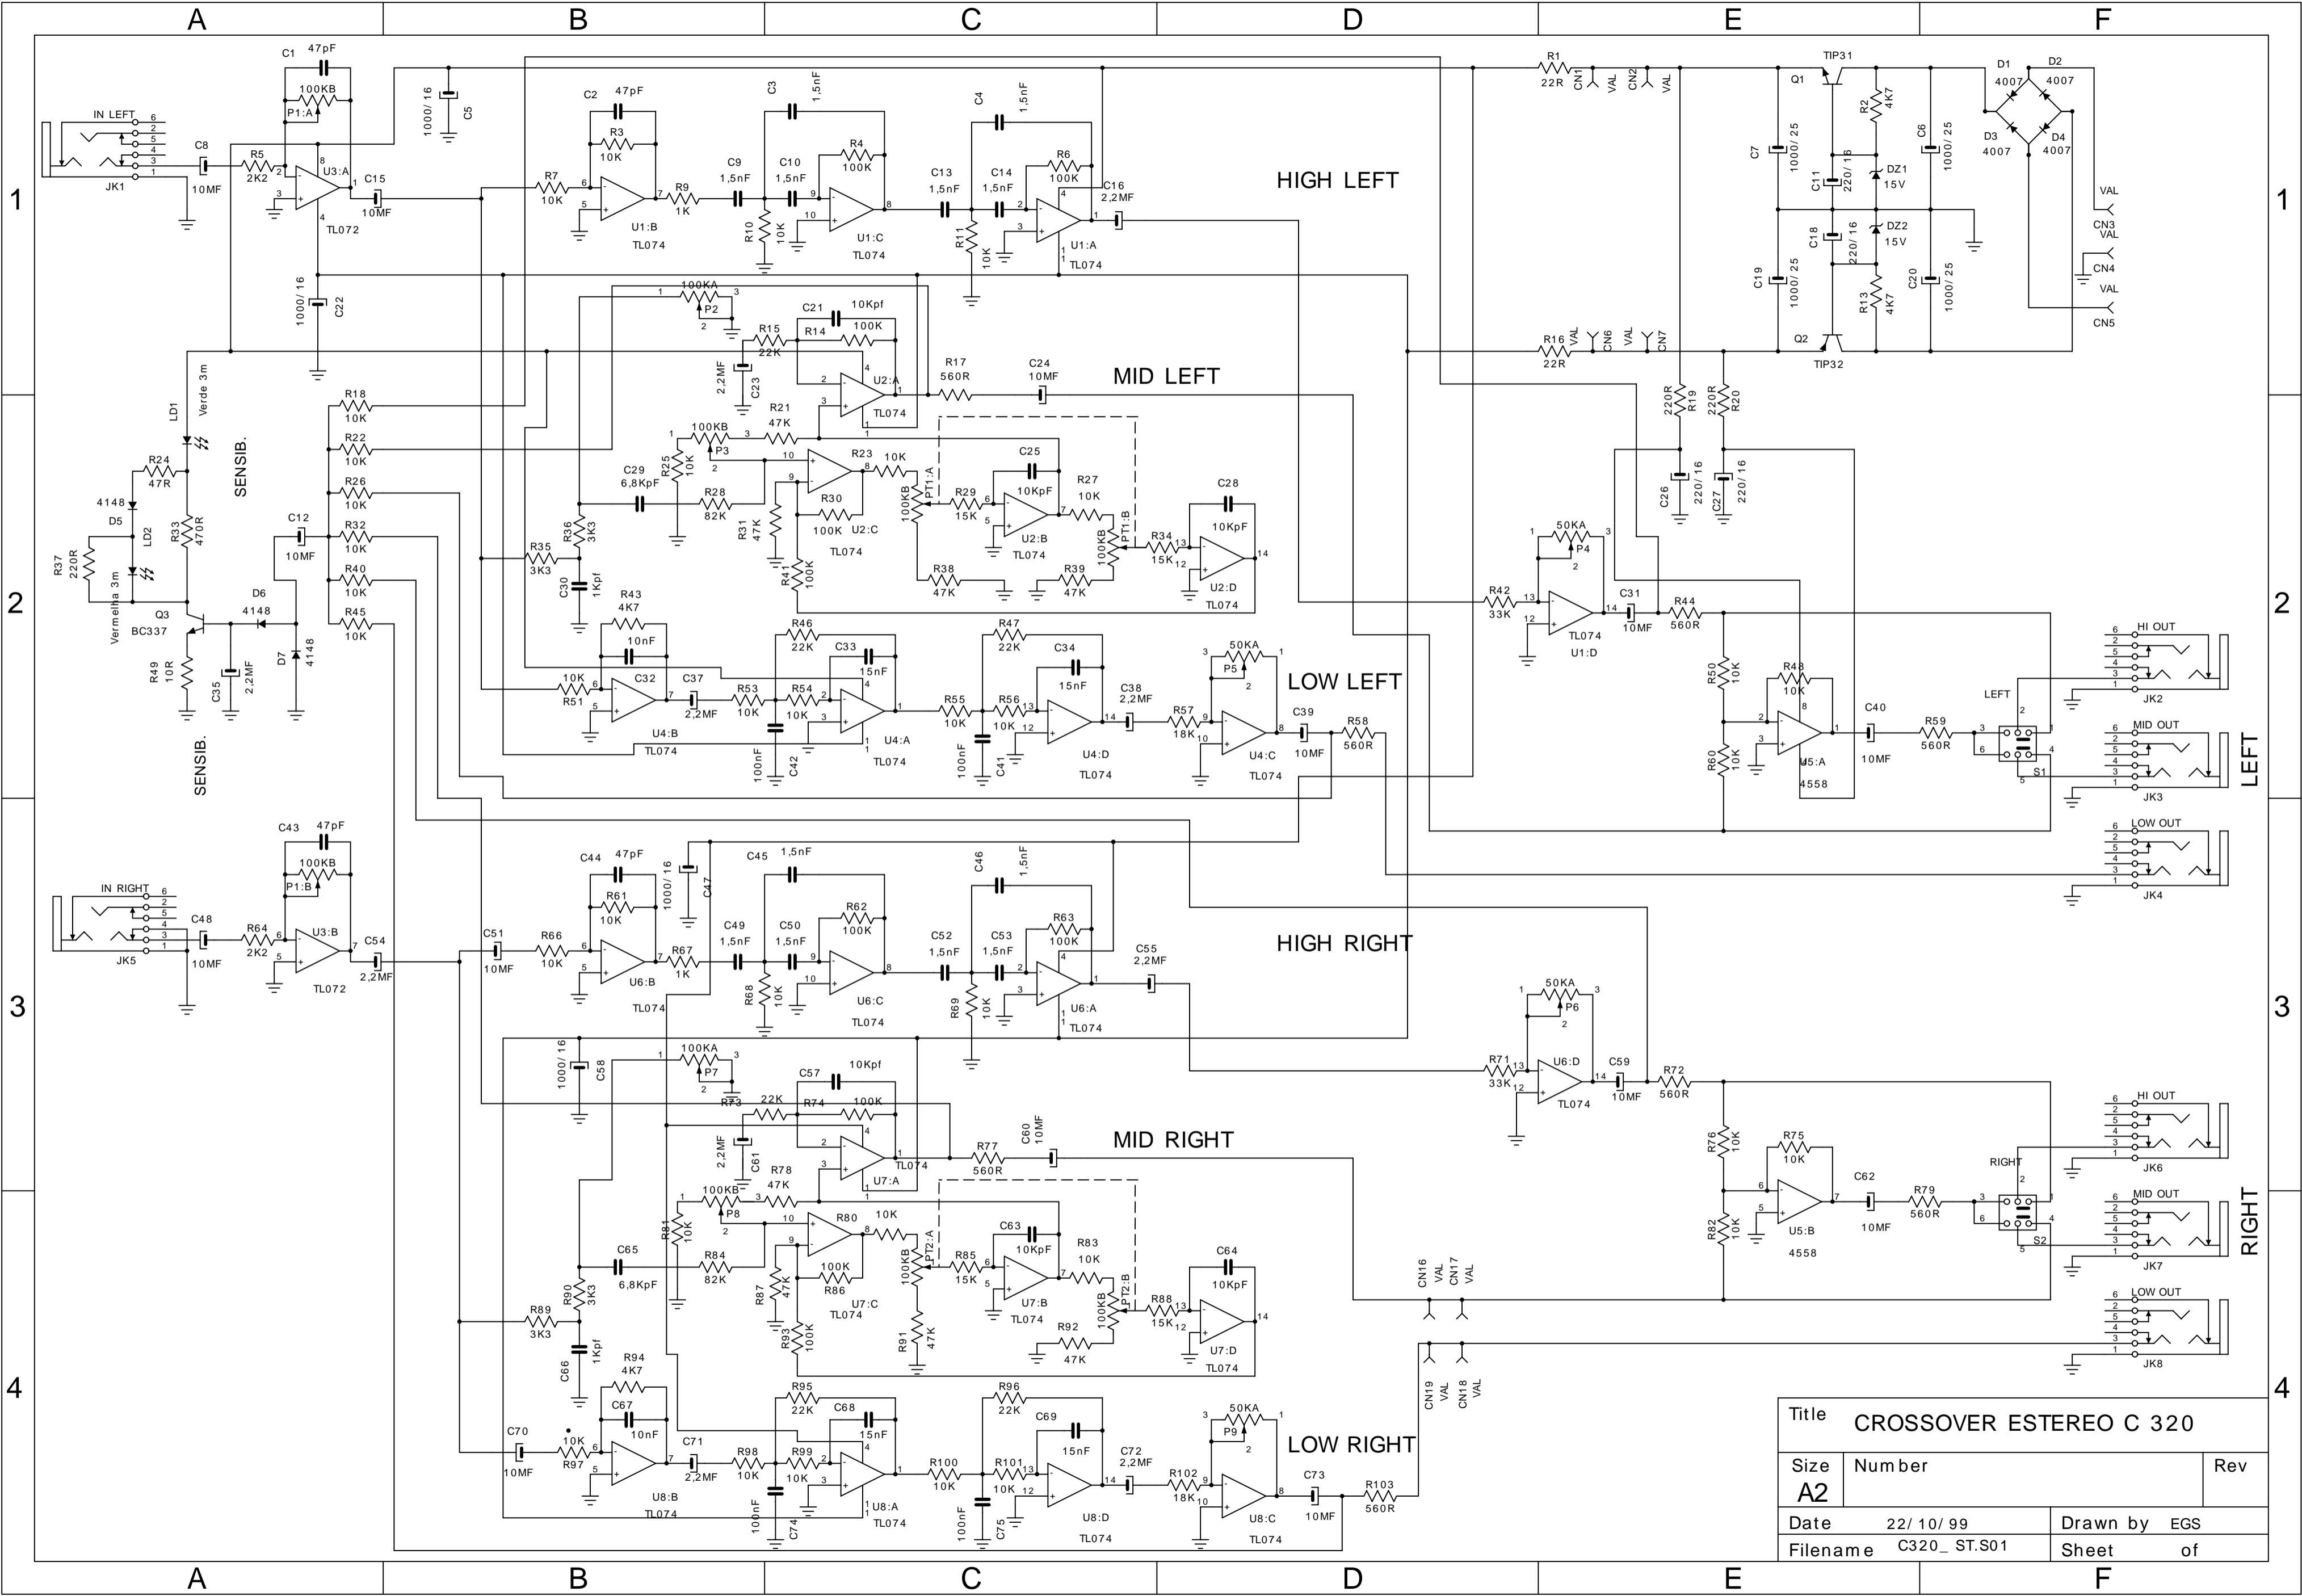 A B C D E F
1
2
3
4
IN LEFT
6
2
5
4
3
1
JK1
C8
10MF
R5
2K2
C1
47pF
100KB
P1:A
U3:A
TL072
C15
10MF
1000/16
C5
1000/16
C22
C2
47pF
R3
10K
R7
10K
U1:B
TL074
R9
1K
C9
1,5nF
C3
1,5nF
C10
1,5nF
R10
10K
R4
100K
U1:C
TL074
C13
1,5nF
C4
1,5nF
C14
1,5nF
R11
10K
R6
100K
U1:A
TL074
C16
2,2MF
HIGH LEFT
R1
22R
CN1
VAL
CN2
VAL
TIP31
Q1
R2
4K7
C7
1000/25
C11
220/16
DZ1
15V
C6
1000/25
D1
4007
D2
4007
D3
4007
D4
4007
C19
1000/25
C18
220/16
DZ2
15V
R13
4K7
C20
1000/25
VAL
CN3
VAL
CN4
VAL
CN5
R16
22R
VAL
CN6
VAL
CN7
Q2
TIP32
100KA
P2
C21
10Kpf
R15
22K
R14
100K
2,2MF
C23
U2:A
TL074
R17
560R
C24
10MF
MID LEFT
LD1
Verde 3m
SENSIB.
R24
47R
4148
D5
LD2
R33
470R
R37
220R
Vermelha 3m
Q3
BC337
D6
4148
D7
4148
R49
10R
C35
2,2MF
SENSIB.
C12
10MF
R18
10K
R22
10K
R26
10K
R32
10K
R40
10K
R45
10K
R21
47K
100KB
P3
R25
10K
C29
6,8KpF
R28
82K
R36
3K3
R35
3K3
C30
1Kpf
R31
47K
R30
100K
U2:C
TL074
R23
10K
R41
100K
100KB
PT1:A
R29
15K
C25
10KpF
U2:B
TL074
R27
10K
100KB
PT1:B
R38
47K
R39
47K
R34
15K
C28
10KpF
U2:D
TL074
R43
4K7
10nF
C32
10K
R51
U4:B
TL074
C37
2,2MF
R53
10K
R46
22K
R54
10K
C33
15nF
100nF
C42
U4:A
TL074
R55
10K
R47
22K
R56
10K
C34
15nF
100nF
C41
U4:D
TL074
C38
2,2MF
R57
18K
50KA
P5
U4:C
TL074
C39
10MF
R58
560R
LOW LEFT
220R
R19
220R
R20
C26
220/16
C27
220/16
50KA
P4
R42
33K
U1:D
TL074
C31
10MF
R44
560R
R50
10K
R60
10K
R48
10K
U5:A
4558
C40
10MF
R59
560R
LEFT
S1
HI OUT
JK2
MID OUT
JK3
LOW OUT
JK4
LEFT
IN RIGHT
JK5
C48
10MF
R64
2K2
C43
47pF
100KB
P1:B
U3:B
TL072
C54
2,2MF
C51
10MF
R66
10K
C44
47pF
R61
10K
U6:B
TL074
1000/16
C47
R67
1K
C49
1,5nF
C45
1,5nF
C50
1,5nF
R68
10K
R62
100K
U6:C
TL074
C52
1,5nF
C46
1,5nF
C53
1,5nF
R69
10K
R63
100K
U6:A
TL074
C55
2,2MF
HIGH RIGHT
50KA
P6
R71
33K
U6:D
TL074
C59
10MF
R72
560R
1000/16
C58
100KA
P7
C57
10Kpf
R73
22K
R74
100K
2,2MF
C61
U7:A
TL074
R77
560R
C60
10MF
MID RIGHT
R78
47K
100KB
P8
R81
10K
C65
6,8KpF
R84
82K
R90
3K3
R89
3K3
C66
1Kpf
R87
47K
100K
R86
U7:C
TL074
R80
10K
R93
100K
100KB
PT2:A
R91
47K
R85
15K
C63
10KpF
U7:B
TL074
R83
10K
100KB
PT2:B
R92
47K
R88
15K
C64
10KpF
U7:D
TL074
R76
10K
R82
10K
R75
10K
U5:B
4558
C62
10MF
R79
560R
RIGHT
S2
HI OUT
JK6
MID OUT
JK7
LOW OUT
JK8
RIGHT
CN16
VAL
CN17
VAL
CN19
VAL
CN18
VAL
R94
4K7
C67
10nF
C70
10MF
10K
R97
U8:B
TL074
C71
2,2MF
R98
10K
R95
22K
R99
10K
C68
15nF
100nF
C74
U8:A
TL074
R100
10K
R96
22K
R101
10K
C69
15nF
100nF
C75
U8:D
TL074
C72
2,2MF
R102
18K
50KA
P9
U8:C
TL074
C73
10MF
R103
560R
LOW RIGHT
Title CROSSOVER ESTEREO C 320
Size Number Rev
A2
Date 22/10/99 Drawn by EGS
Filename C320_ST.S01 Sheet of
A B C D E F